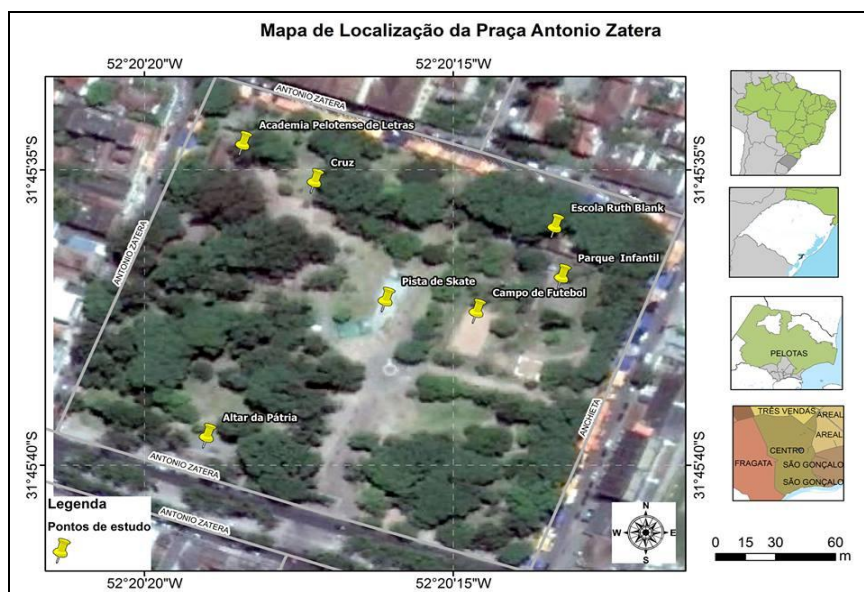 Mapa de Localização da Praça Antonio Zatera
52°20'20"W
52°20'15"W
31°45'35"S
31°45'40"S
ANTONIO ZATERA
Academia Pelotense de Letras
Cruz
Escola Ruth Blank
Parque Infantil
Pista de Skate
Campo de Futebol
Altar da Pátria
ANTONIO ZATERA
ANCHIETA
ANTONIO ZATERA
ANTONIO ZATERA
Legenda
Pontos de estudo
N
W
E
S
52°20'20"W
52°20'15"W
31°45'35"S
31°45'40"S
PELOTAS
TRÊS VENDAS
AREAL
AREAL
CENTRO
FRAGATA
SÃO GONÇALO
SÃO GONÇALO
0 15 30 60
m